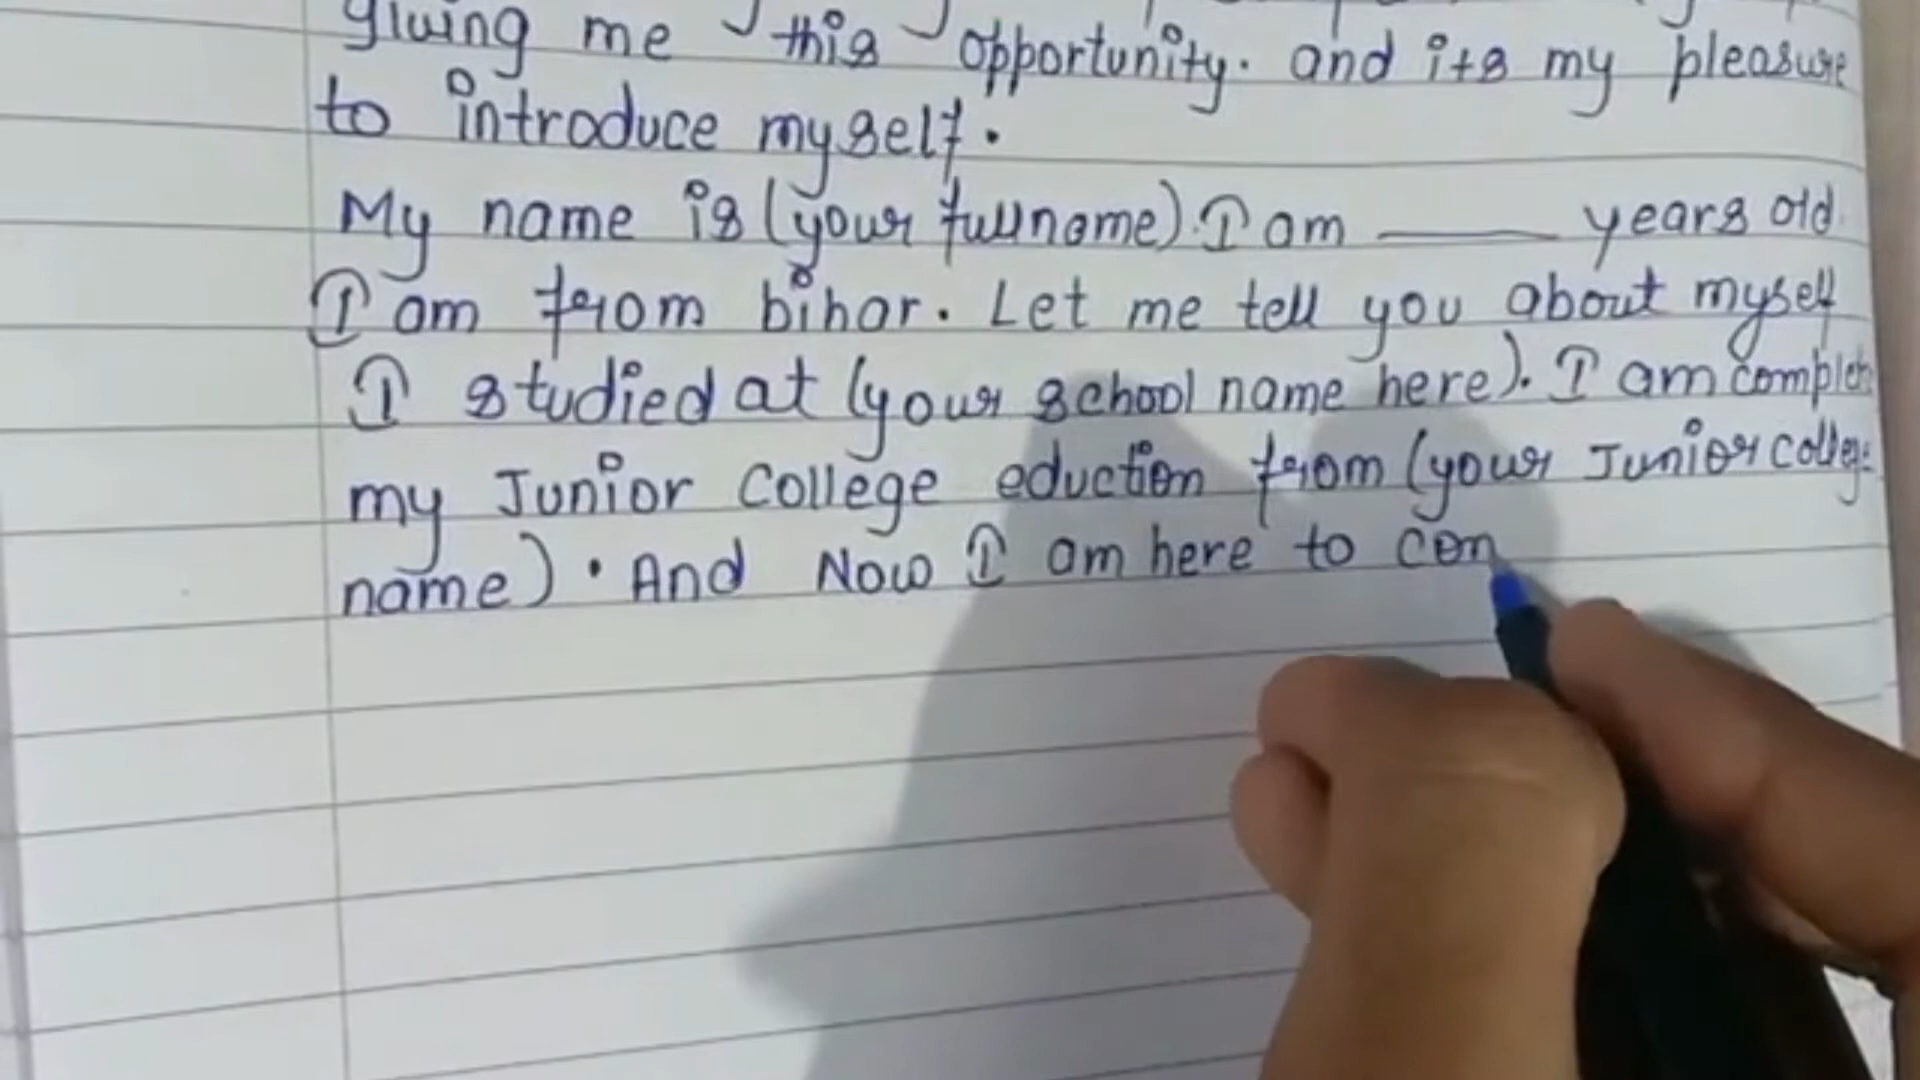 giving me this opportunity. and its my pleasure
to introduce myself.
My name is (your fullname). I am ——— years old.
I am from bihar. Let me tell you about myself
I studied at (your school name here). I am complete
my Junior College eduction from (your Junior college
name). And Now I am here to com